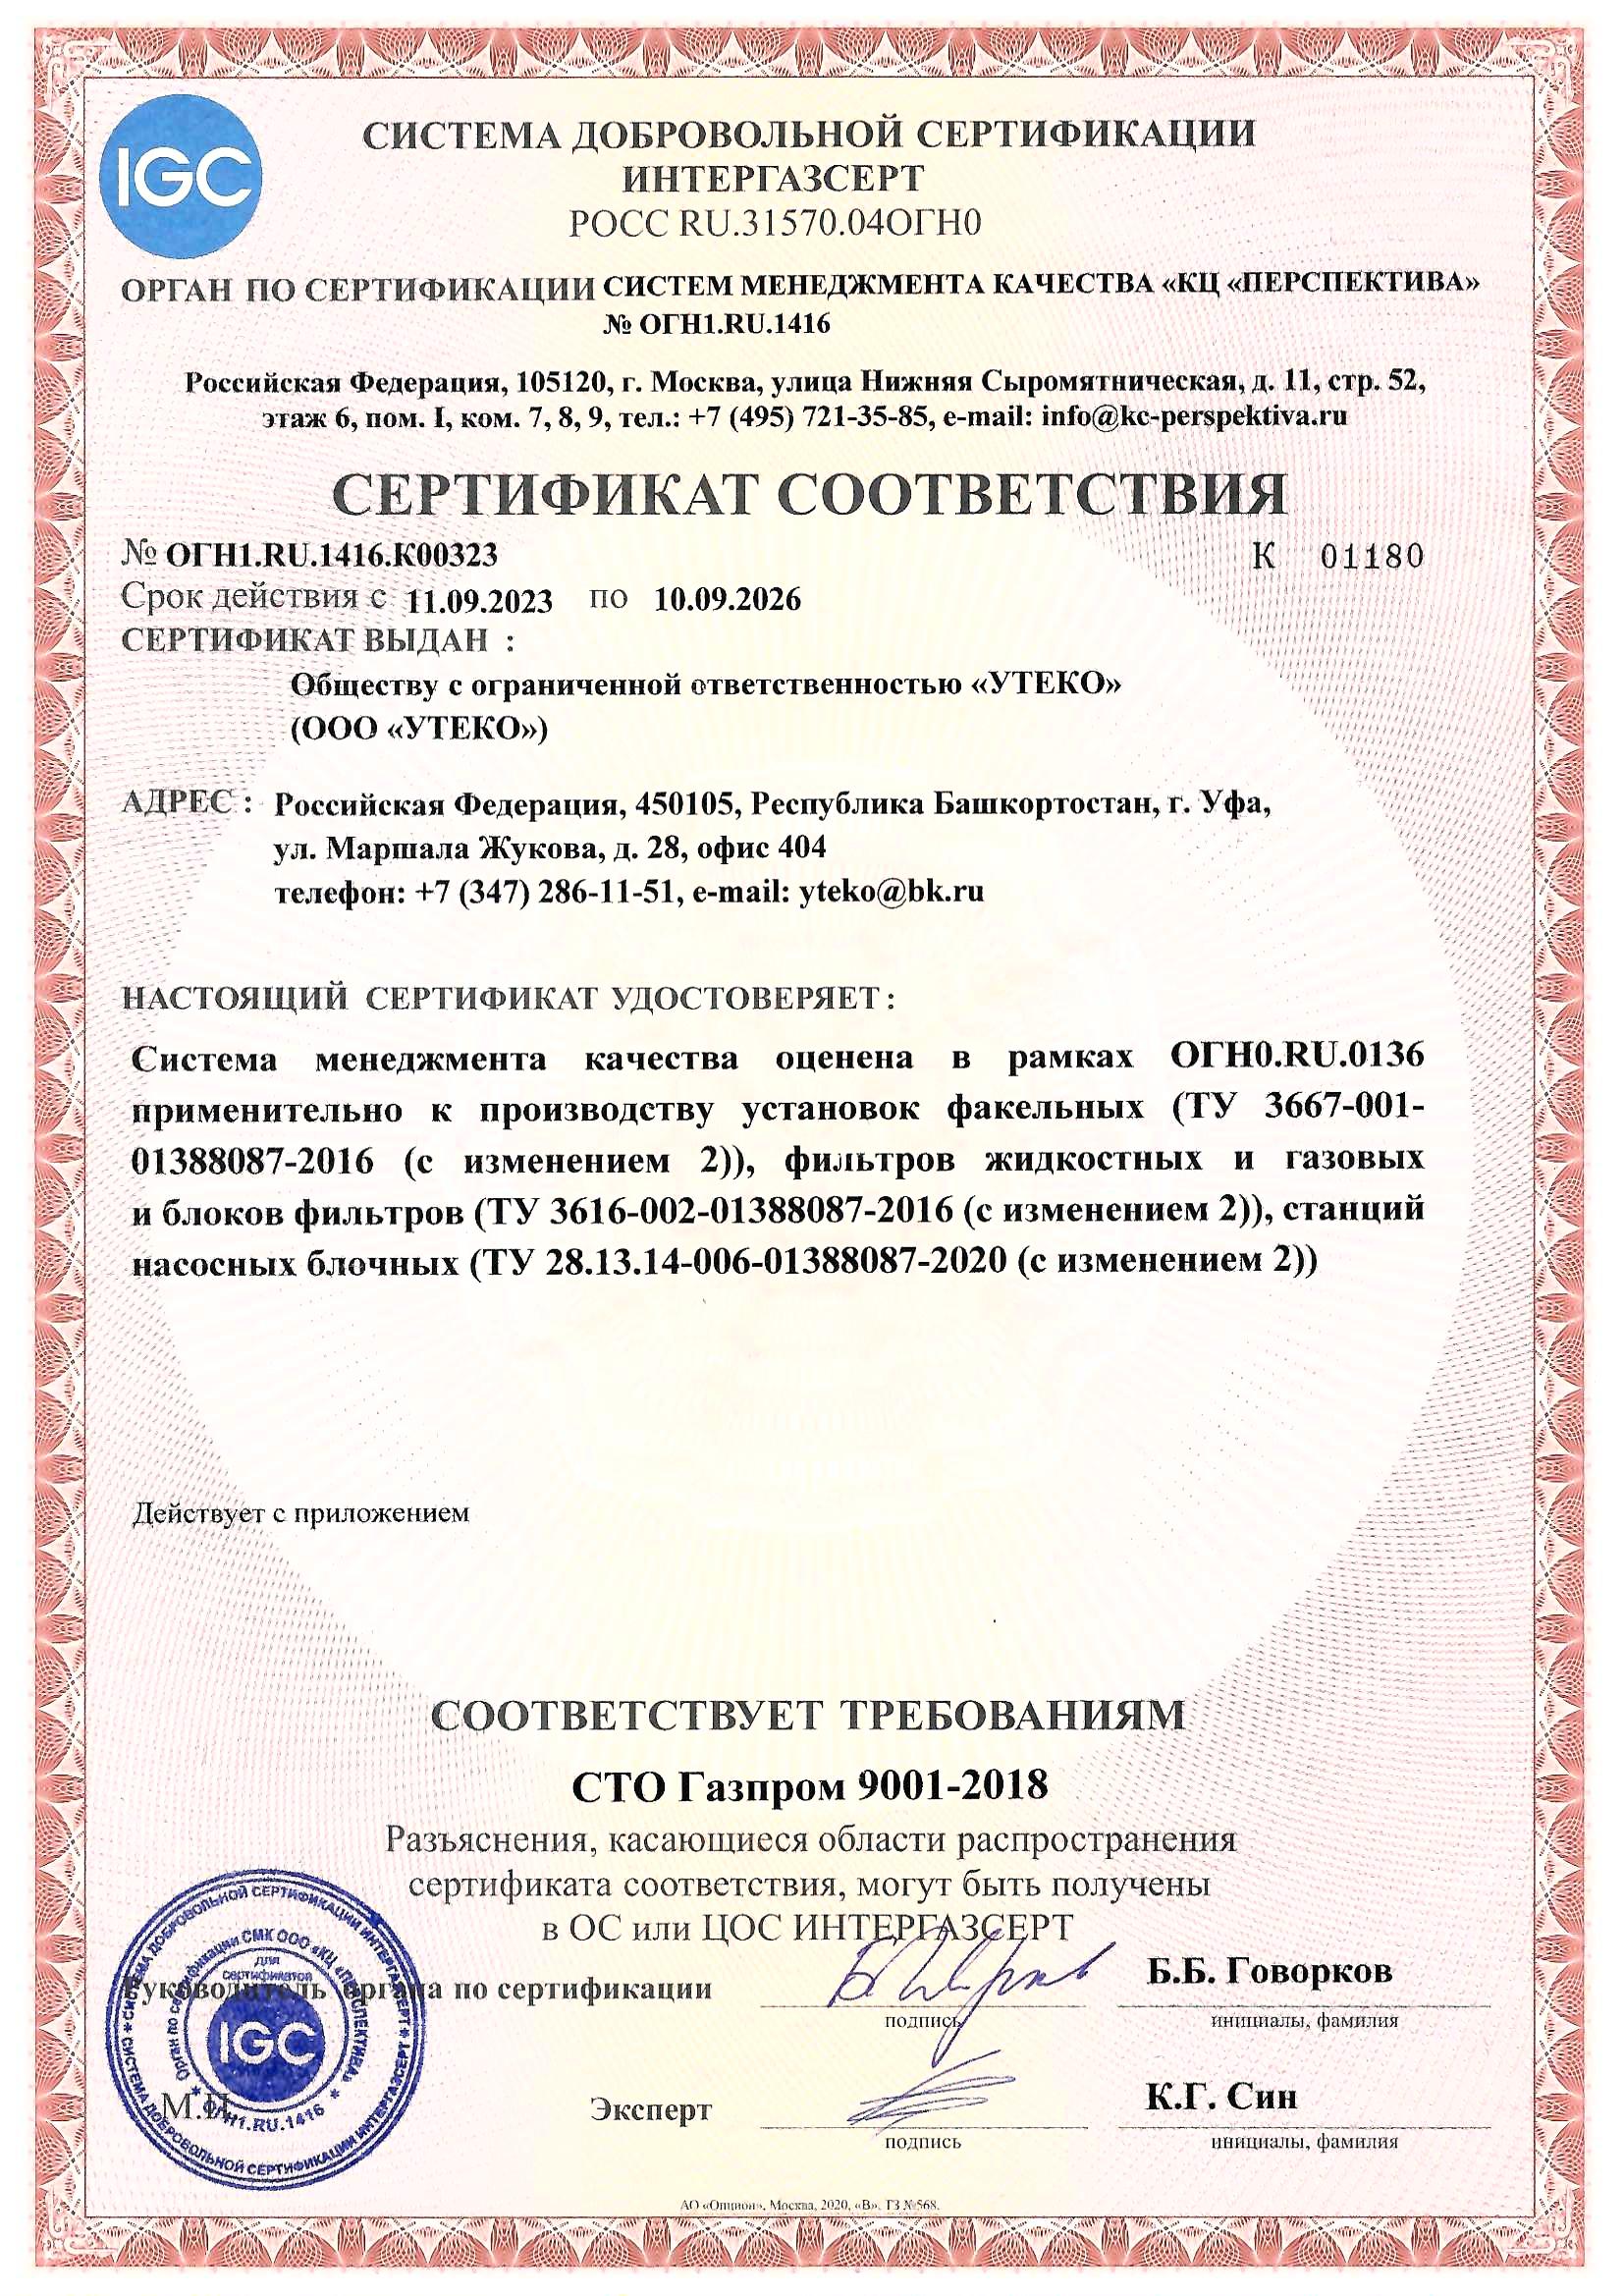 IGC
СИСТЕМА ДОБРОВОЛЬНОЙ СЕРТИФИКАЦИИ
ИНТЕРГАЗСЕРТ
РОСС RU.31570.04ОГН0
ОРГАН ПО СЕРТИФИКАЦИИ СИСТЕМ МЕНЕДЖМЕНТА КАЧЕСТВА «КЦ «ПЕРСПЕКТИВА»
№ ОГН1.RU.1416
Российская Федерация, 105120, г. Москва, улица Нижняя Сыромятническая, д. 11, стр. 52,
этаж 6, пом. I, ком. 7, 8, 9, тел.: +7 (495) 721-35-85, e-mail: info@kc-perspektiva.ru
СЕРТИФИКАТ СООТВЕТСТВИЯ
№ ОГН1.RU.1416.К00323 К 01180
Срок действия с 11.09.2023 по 10.09.2026
СЕРТИФИКАТ ВЫДАН :
Обществу с ограниченной ответственностью «УТЕКО»
(ООО «УТЕКО»)
АДРЕС : Российская Федерация, 450105, Республика Башкортостан, г. Уфа,
ул. Маршала Жукова, д. 28, офис 404
телефон: +7 (347) 286-11-51, e-mail: yteko@bk.ru
НАСТОЯЩИЙ СЕРТИФИКАТ УДОСТОВЕРЯЕТ:
Система менеджмента качества оценена в рамках ОГН0.RU.0136
применительно к производству установок факельных (ТУ 3667-001-
01388087-2016 (с изменением 2)), фильтров жидкостных и газовых
и блоков фильтров (ТУ 3616-002-01388087-2016 (с изменением 2)), станций
насосных блочных (ТУ 28.13.14-006-01388087-2020 (с изменением 2))
Действует с приложением
СООТВЕТСТВУЕТ ТРЕБОВАНИЯМ
СТО Газпром 9001-2018
Разъяснения, касающиеся области распространения
сертификата соответствия, могут быть получены
в ОС или ЦОС ИНТЕРГАЗСЕРТ
Руководитель органа по сертификации Б.Б. Говорков
подпись инициалы, фамилия
Эксперт К.Г. Син
подпись инициалы, фамилия
М.П.
СИСТЕМА ДОБРОВОЛЬНОЙ СЕРТИФИКАЦИИ ИНТЕРГАЗСЕРТ * СИСТЕМА ДОБРОВОЛЬНОЙ СЕРТИФИКАЦИИ ИНТЕРГАЗСЕРТ *
Орган по сертификации СМК ООО «КЦ «ПЕРСПЕКТИВА»
* ОГН1.RU.1416 *
для
сертификатов
IGC
АО «Опцион», Москва, 2020, «В», ТЗ № 568.